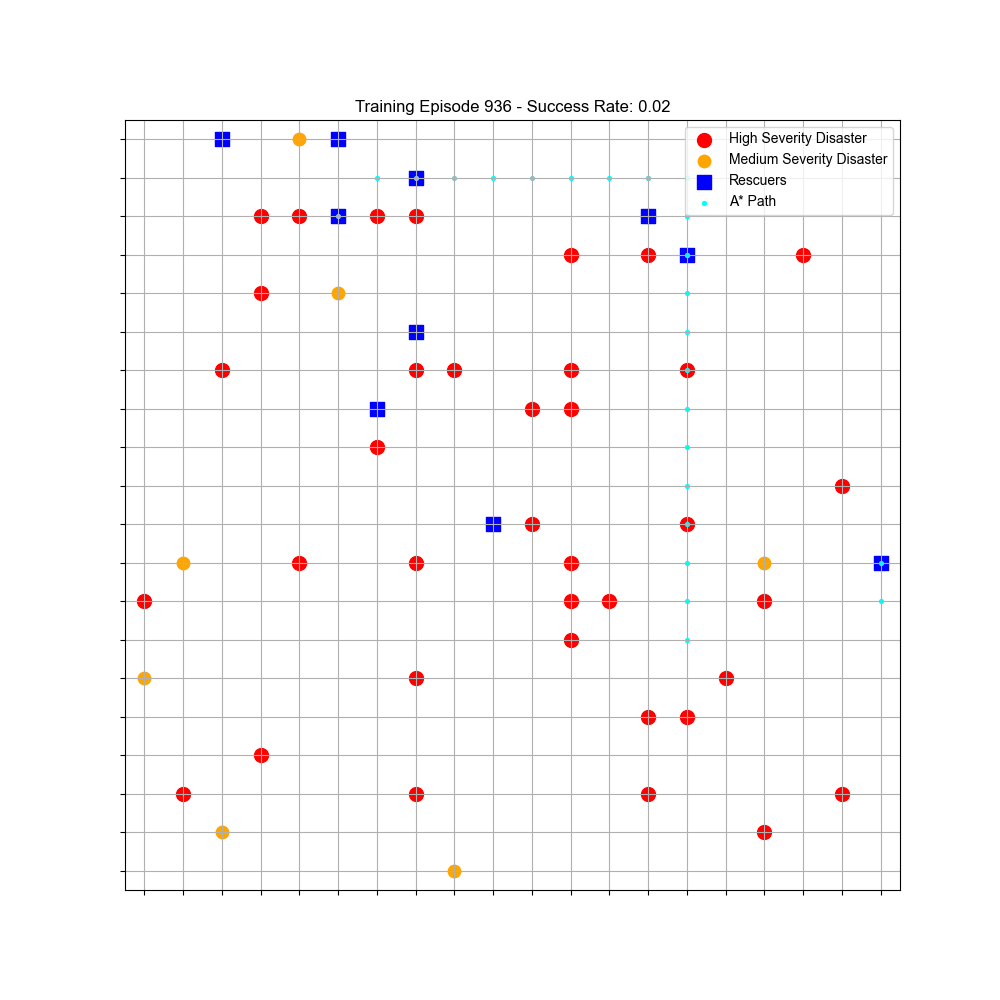 Training Episode 936 - Success Rate: 0.02
High Severity Disaster
Medium Severity Disaster
Rescuers
A* Path